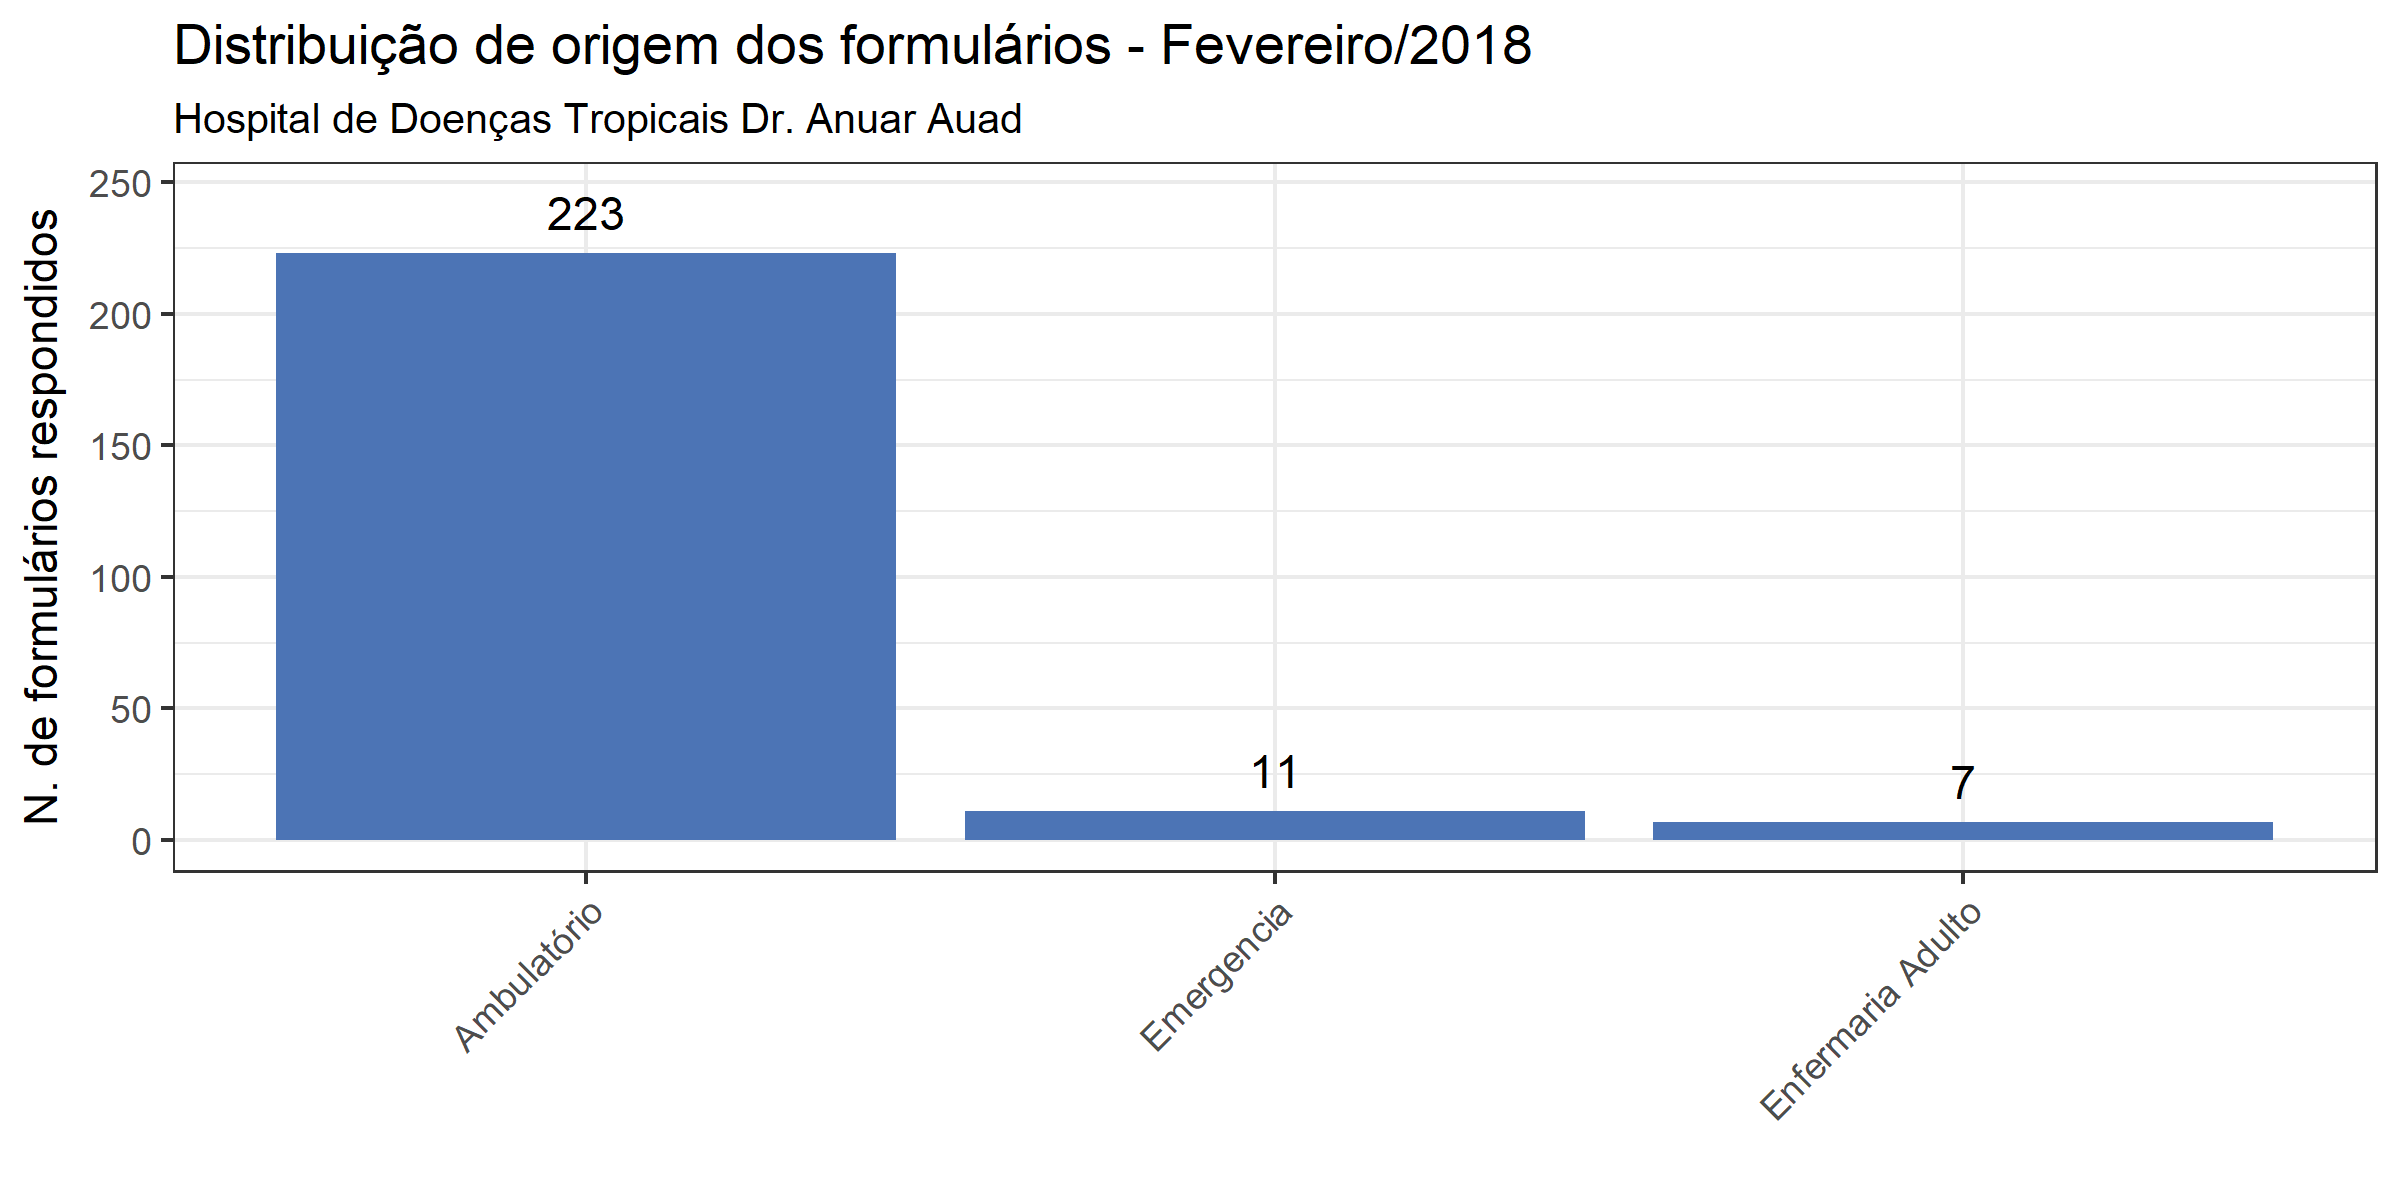 Distribuição de origem dos formulários - Fevereiro/2018
Hospital de Doenças Tropicais Dr. Anuar Auad
N. de formulários respondidos
250
200
150
100
50
0
223
11
7
Ambulatório
Emergencia
Enfermaria Adulto